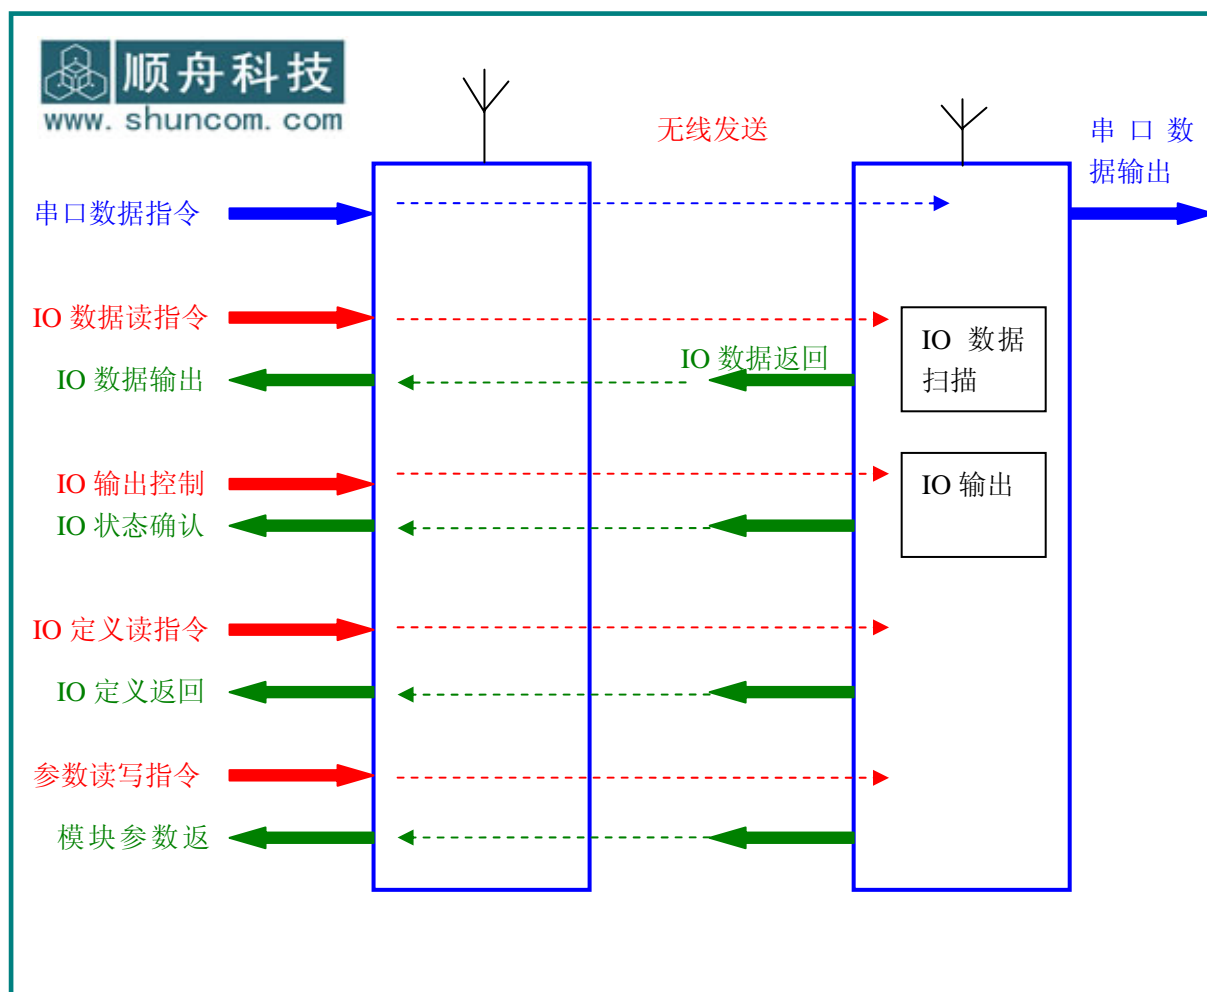 顺舟科技
www. shuncom. com
无线发送
串口数
据输出
串口数据指令
IO 数据读指令
IO 数据
扫描
IO 数据返回
IO 数据输出
IO 输出控制
IO 输出
IO 状态确认
IO 定义读指令
IO 定义返回
参数读写指令
模块参数返